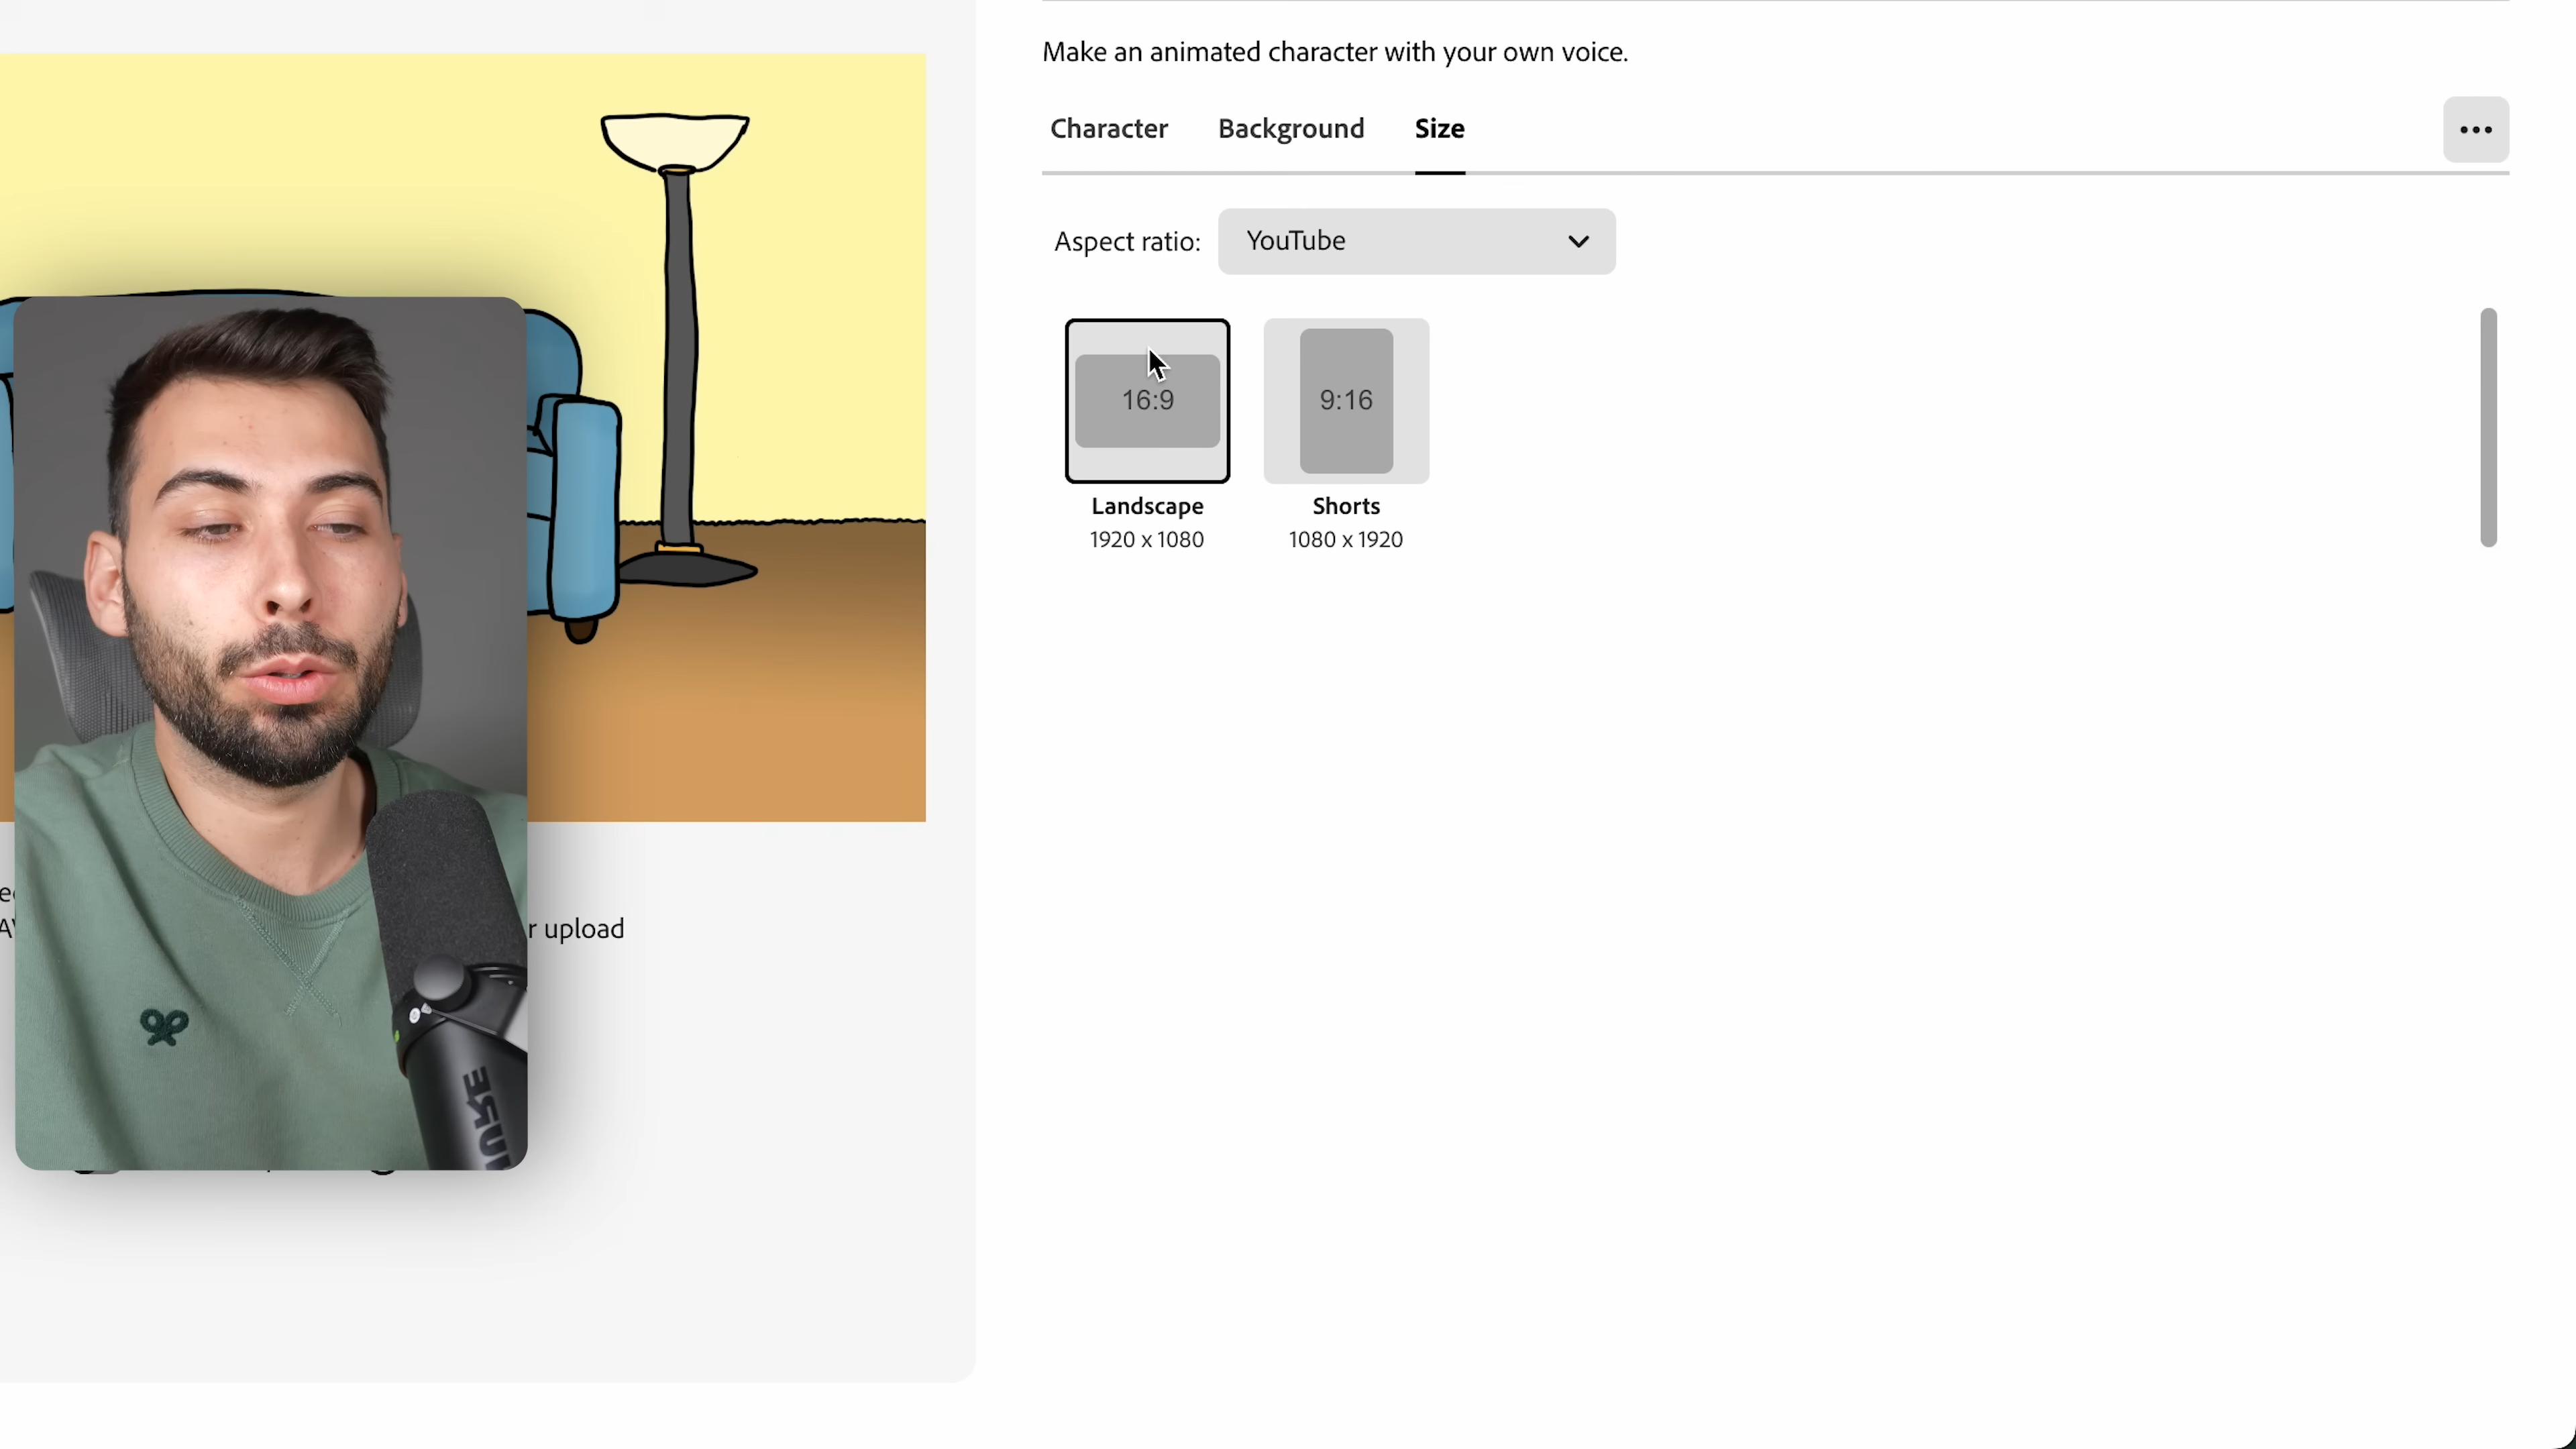 Make an animated character with your own voice.
Character Background Size
Aspect ratio: YouTube
16:9 9:16
Landscape Shorts
1920 x 1080 1080 x 1920
r upload